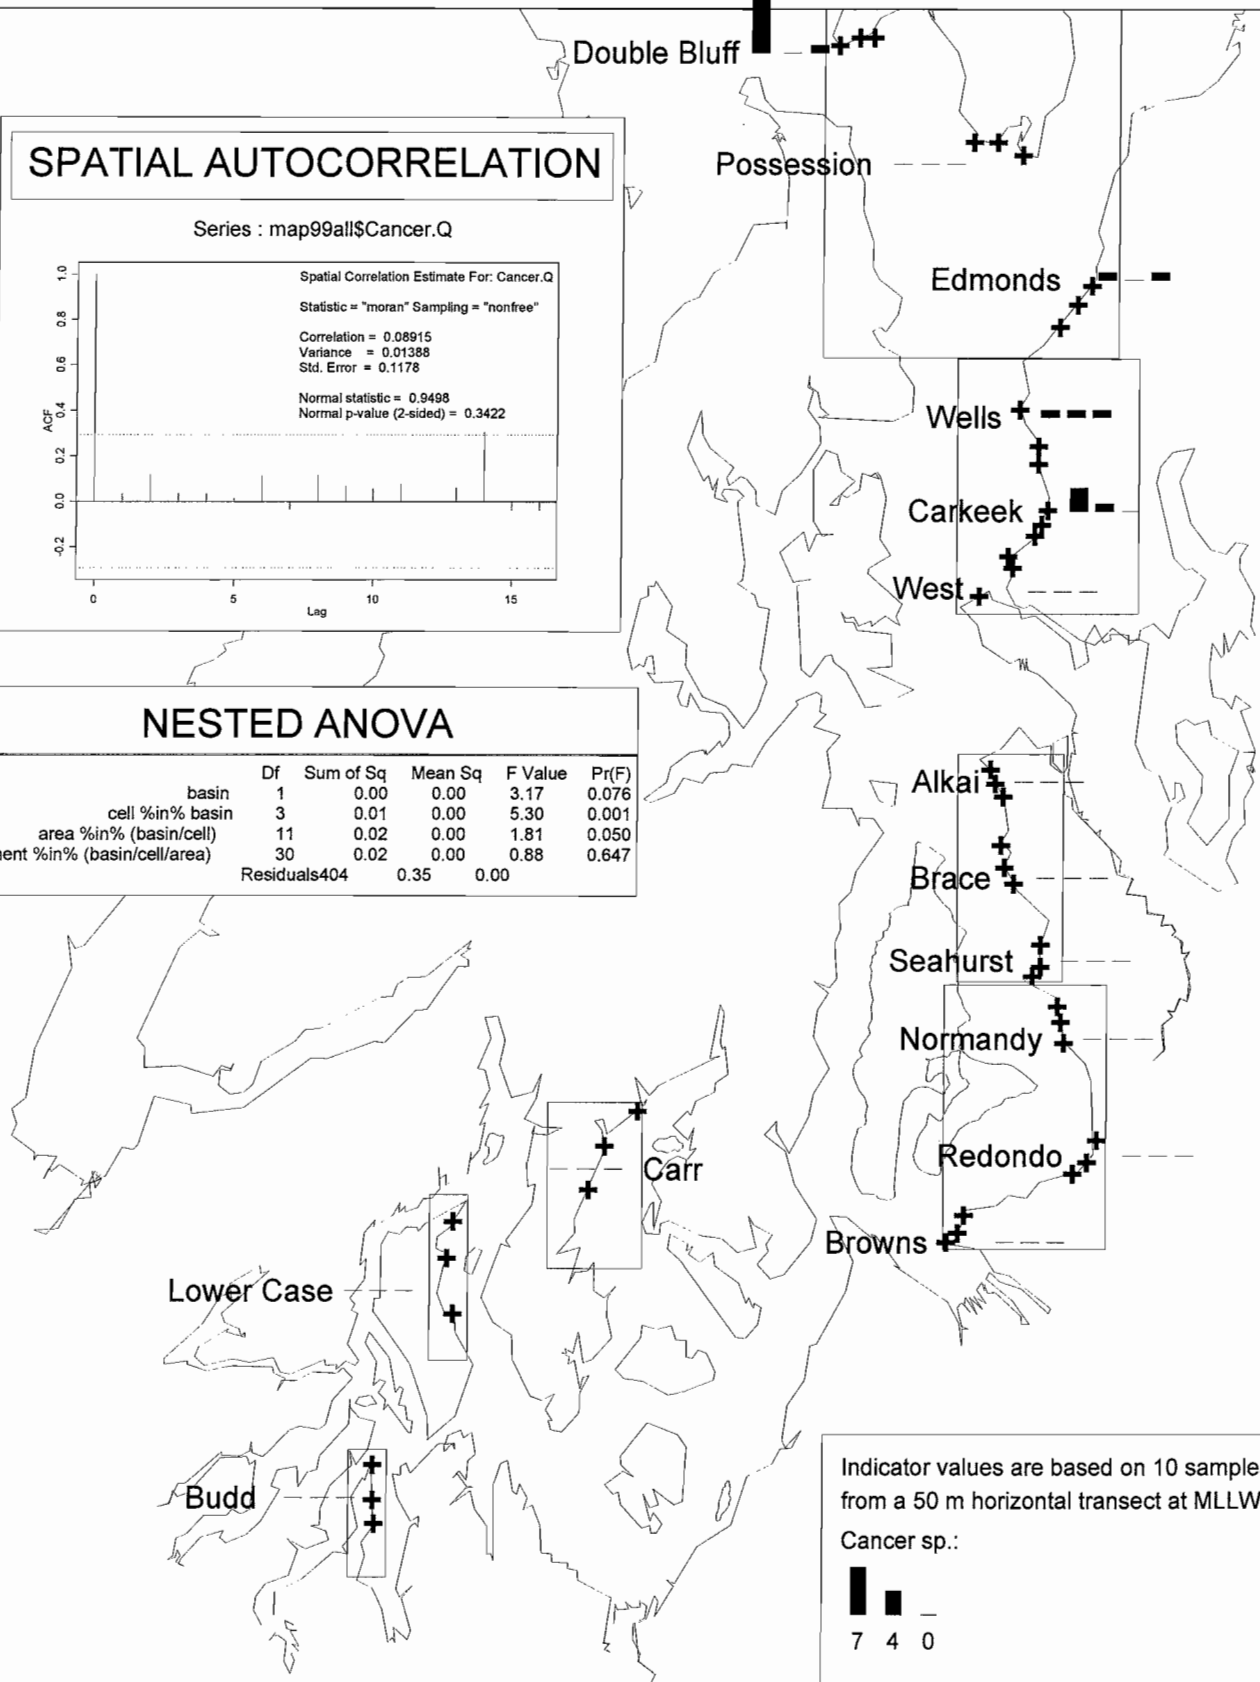 Double Bluff
Possession
SPATIAL AUTOCORRELATION
Series : map99all$Cancer.Q
Spatial Correlation Estimate For: Cancer.Q
Statistic = "moran" Sampling = "nonfree"
Correlation = 0.08915
Variance = 0.01388
Std. Error = 0.1178
Normal statistic = 0.9498
Normal p-value (2-sided) = 0.3422
ACF
1.0
0.8
0.6
0.4
0.2
0.0
-0.2
0 5 10 15
Lag
Edmonds
Wells
Carkeek
West
NESTED ANOVA
Df Sum of Sq Mean Sq F Value Pr(F)
basin 1 0.00 0.00 3.17 0.076
cell %in% basin 3 0.01 0.00 5.30 0.001
area %in% (basin/cell) 11 0.02 0.00 1.81 0.050
ent %in% (basin/cell/area) 30 0.02 0.00 0.88 0.647
Residuals404 0.35 0.00
Alkai
Brace
Seahurst
Normandy
Redondo
Browns
Carr
Lower Case
Budd
Indicator values are based on 10 sample
from a 50 m horizontal transect at MLLW
Cancer sp.:
7 4 0